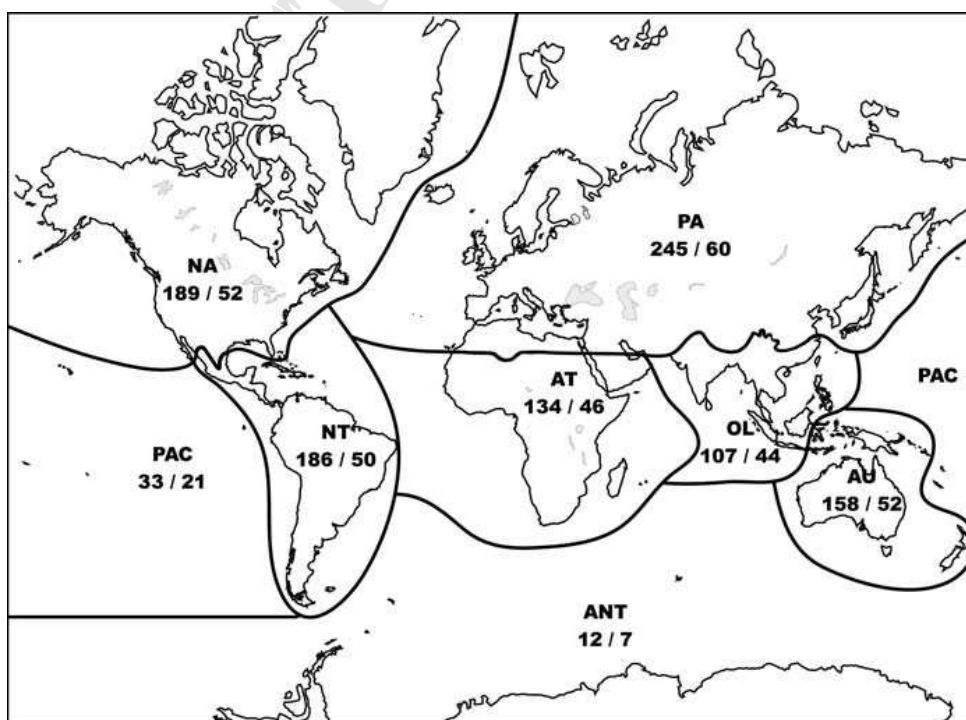 PA
245 / 60
NA
189 / 52
AT
134 / 46
PAC
OL
107 / 44
NT
186 / 50
PAC
33 / 21
AU
158 / 52
ANT
12 / 7